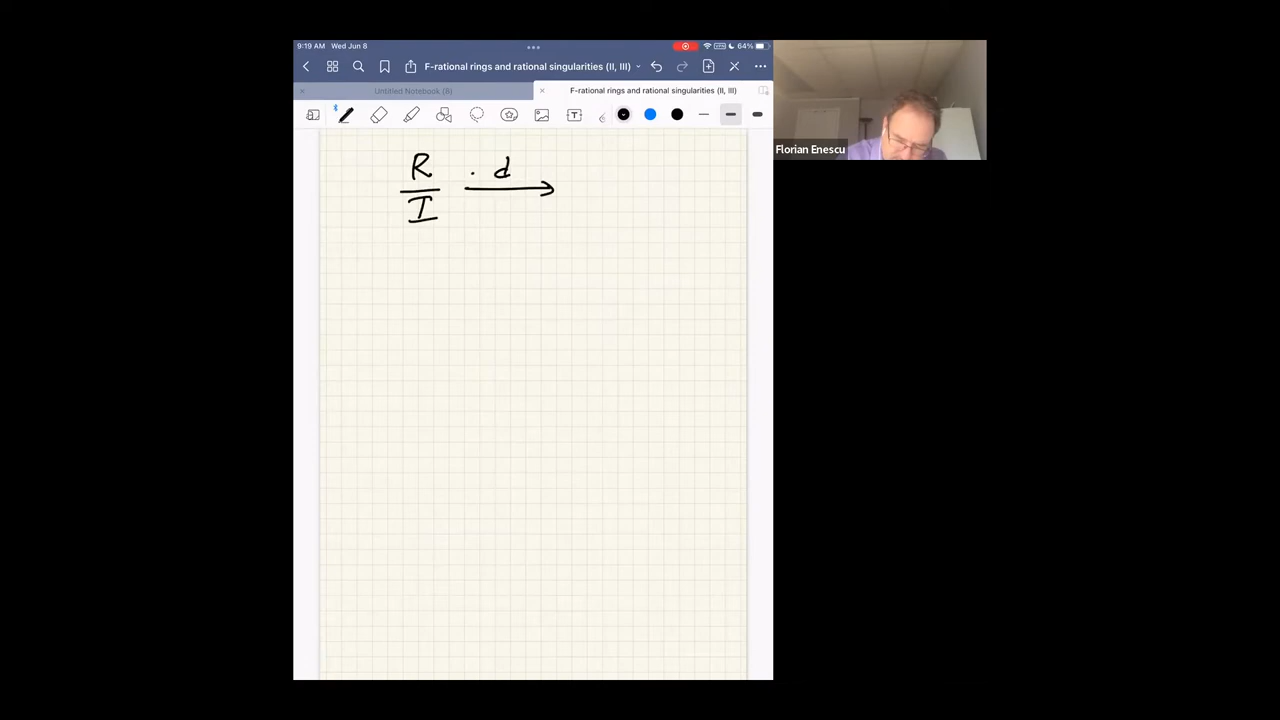 9:19 AM Wed Jun 8
64%
F-rational rings and rational singularities (II, III)
Untitled Notebook (8)
F-rational rings and rational singularities (II, III)
T
Florian Enescu
R · d
I